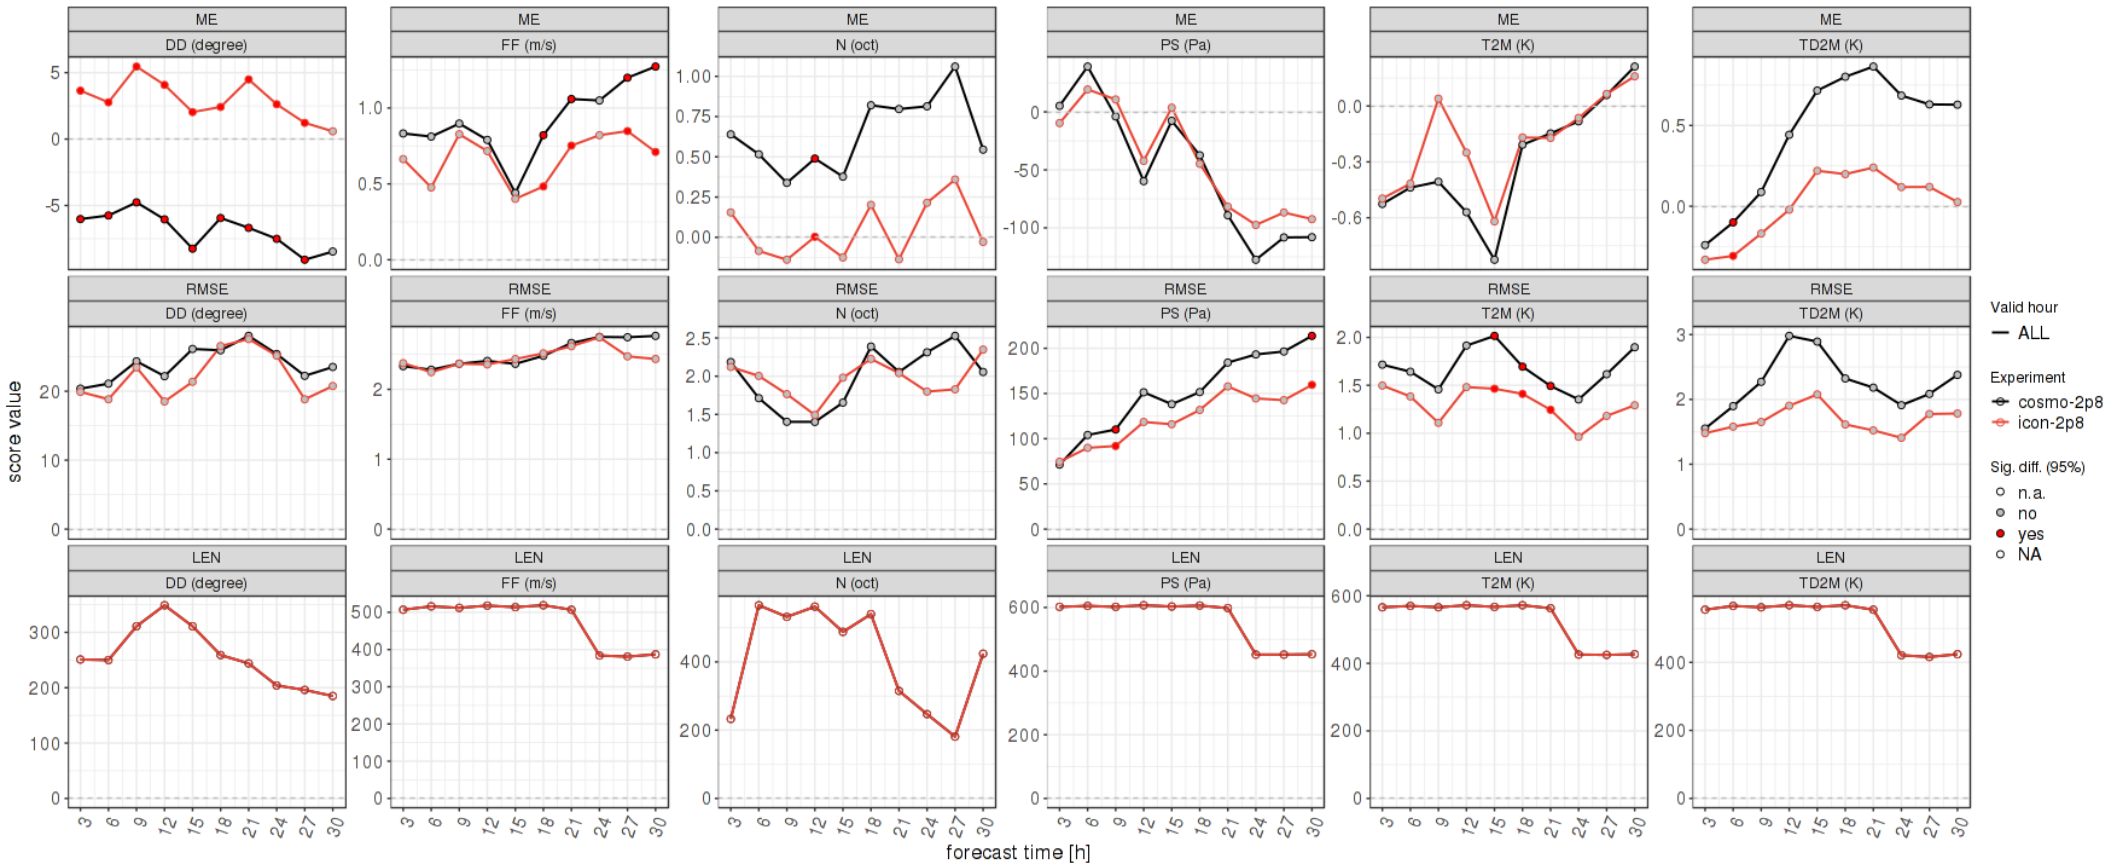 ME ME ME ME ME ME
DD (degree) FF (m/s) N (oct) PS (Pa) T2M (K) TD2M (K)
5
0
-5
1.0
0.5
0.0
1.00
0.75
0.50
0.25
0.00
0
-50
-100
0.0
-0.3
-0.6
0.5
0.0
RMSE RMSE RMSE RMSE RMSE RMSE
DD (degree) FF (m/s) N (oct) PS (Pa) T2M (K) TD2M (K)
20
10
0
2
1
0
2.5
2.0
1.5
1.0
0.5
0.0
200
150
100
50
0
2.0
1.5
1.0
0.5
0.0
3
2
1
0
LEN LEN LEN LEN LEN LEN
DD (degree) FF (m/s) N (oct) PS (Pa) T2M (K) TD2M (K)
300
200
100
0
500
400
300
200
100
0
400
200
0
600
400
200
0
600
400
200
0
400
200
0
3 6 9 12 15 18 21 24 27 30
3 6 9 12 15 18 21 24 27 30
3 6 9 12 15 18 21 24 27 30
3 6 9 12 15 18 21 24 27 30
3 6 9 12 15 18 21 24 27 30
3 6 9 12 15 18 21 24 27 30
forecast time [h]
score value
Valid hour
ALL
Experiment
cosmo-2p8
icon-2p8
Sig. diff. (95%)
n.a.
no
yes
NA